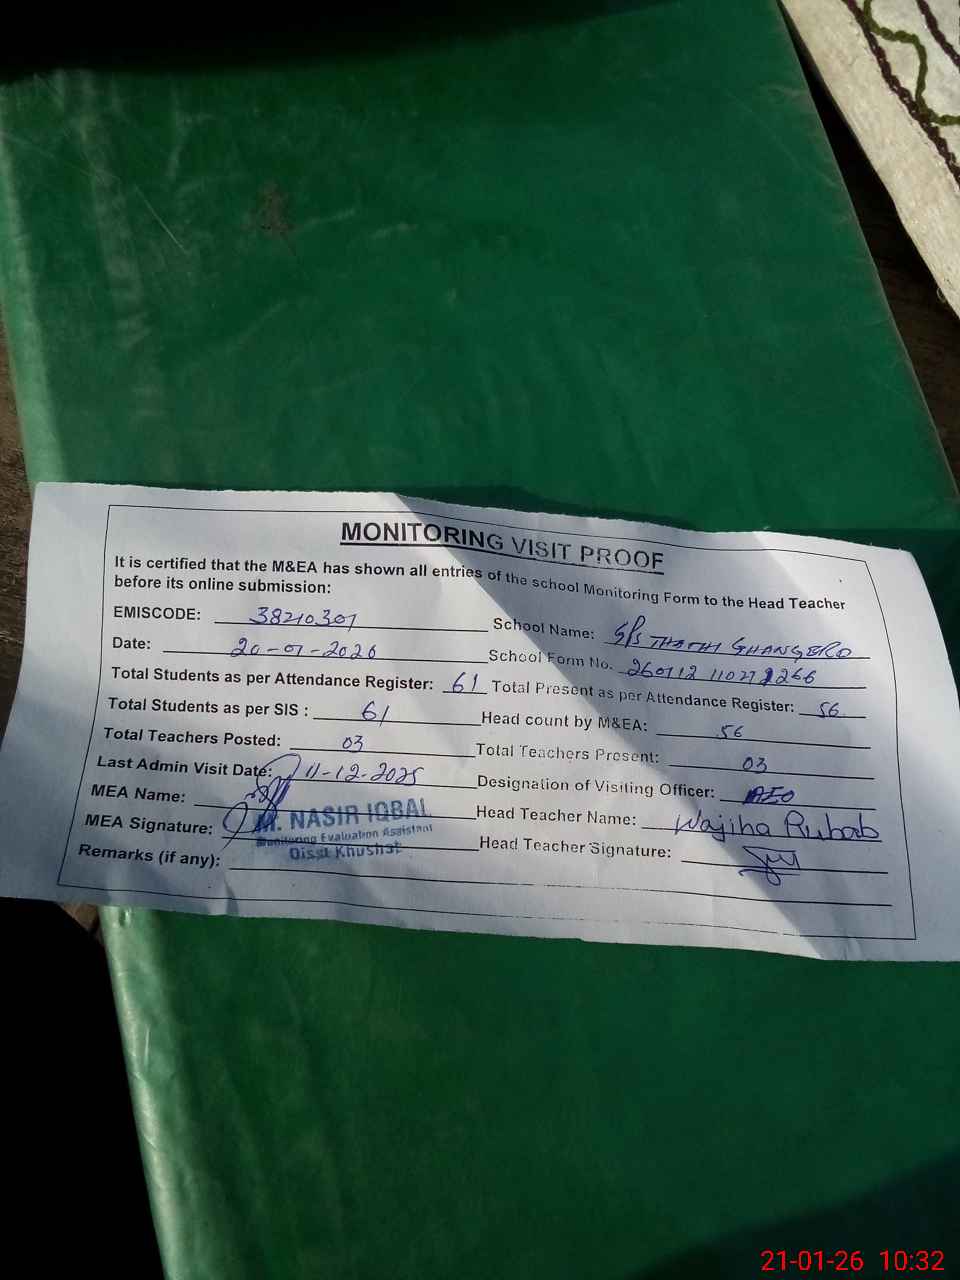 MONITORING VISIT PROOF
It is certified that the M&EA has shown all entries of the school Monitoring Form to the Head Teacher
before its online submission:
EMISCODE: 38210301 School Name: GPS THATHI GHANGERO
Date: 20-01-2026 School Form No. 260112
Total Students as per Attendance Register: 61 Total Present as per Attendance Register: 56
Total Students as per SIS : 61 Head count by M&EA: 56
Total Teachers Posted: 03 Total Teachers Present: 03
Last Admin Visit Date: 11-12-2025 Designation of Visiting Officer: AEO
MEA Name: Head Teacher Name: Wajiha Rubab
MEA Signature: M. NASIR IQBAL Head Teacher Signature:
Monitoring Evaluation Assistant
Disst Khushab
Remarks (if any):
21-01-26 10:32